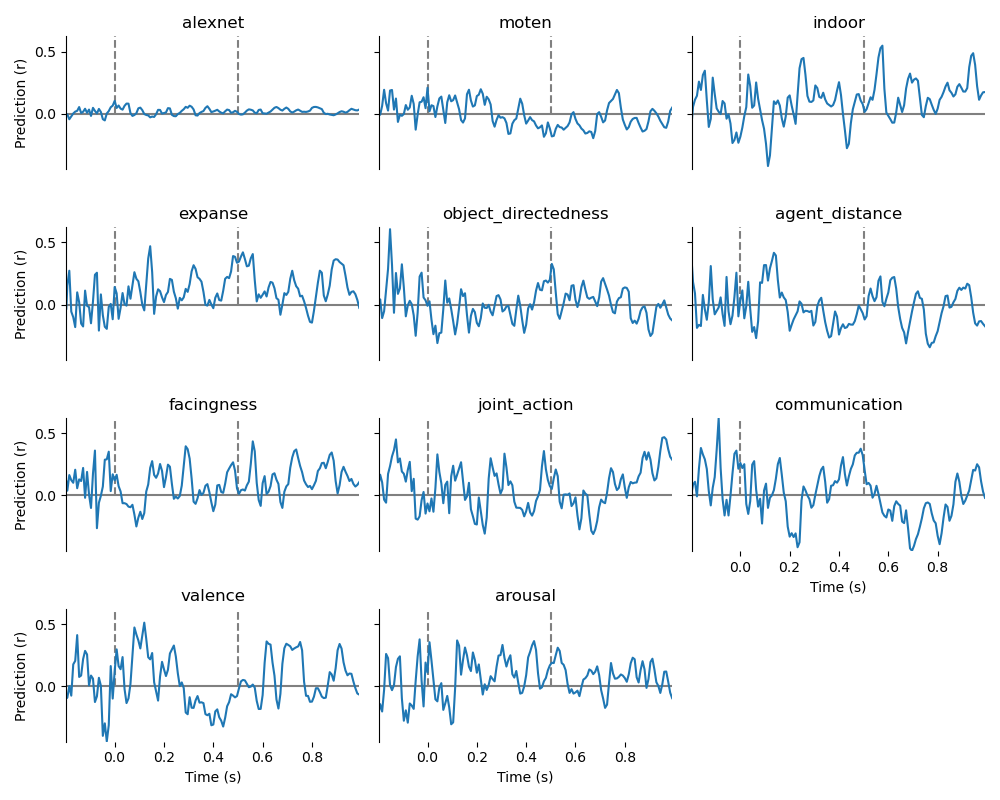 alexnet moten indoor
Prediction (r)
0.5
0.0
expanse object_directedness agent_distance
Prediction (r)
0.5
0.0
facingness joint_action communication
Prediction (r)
0.5
0.0
0.0 0.2 0.4 0.6 0.8
Time (s)
valence arousal
Prediction (r)
0.5
0.0
0.0 0.2 0.4 0.6 0.8 0.0 0.2 0.4 0.6 0.8
Time (s) Time (s)